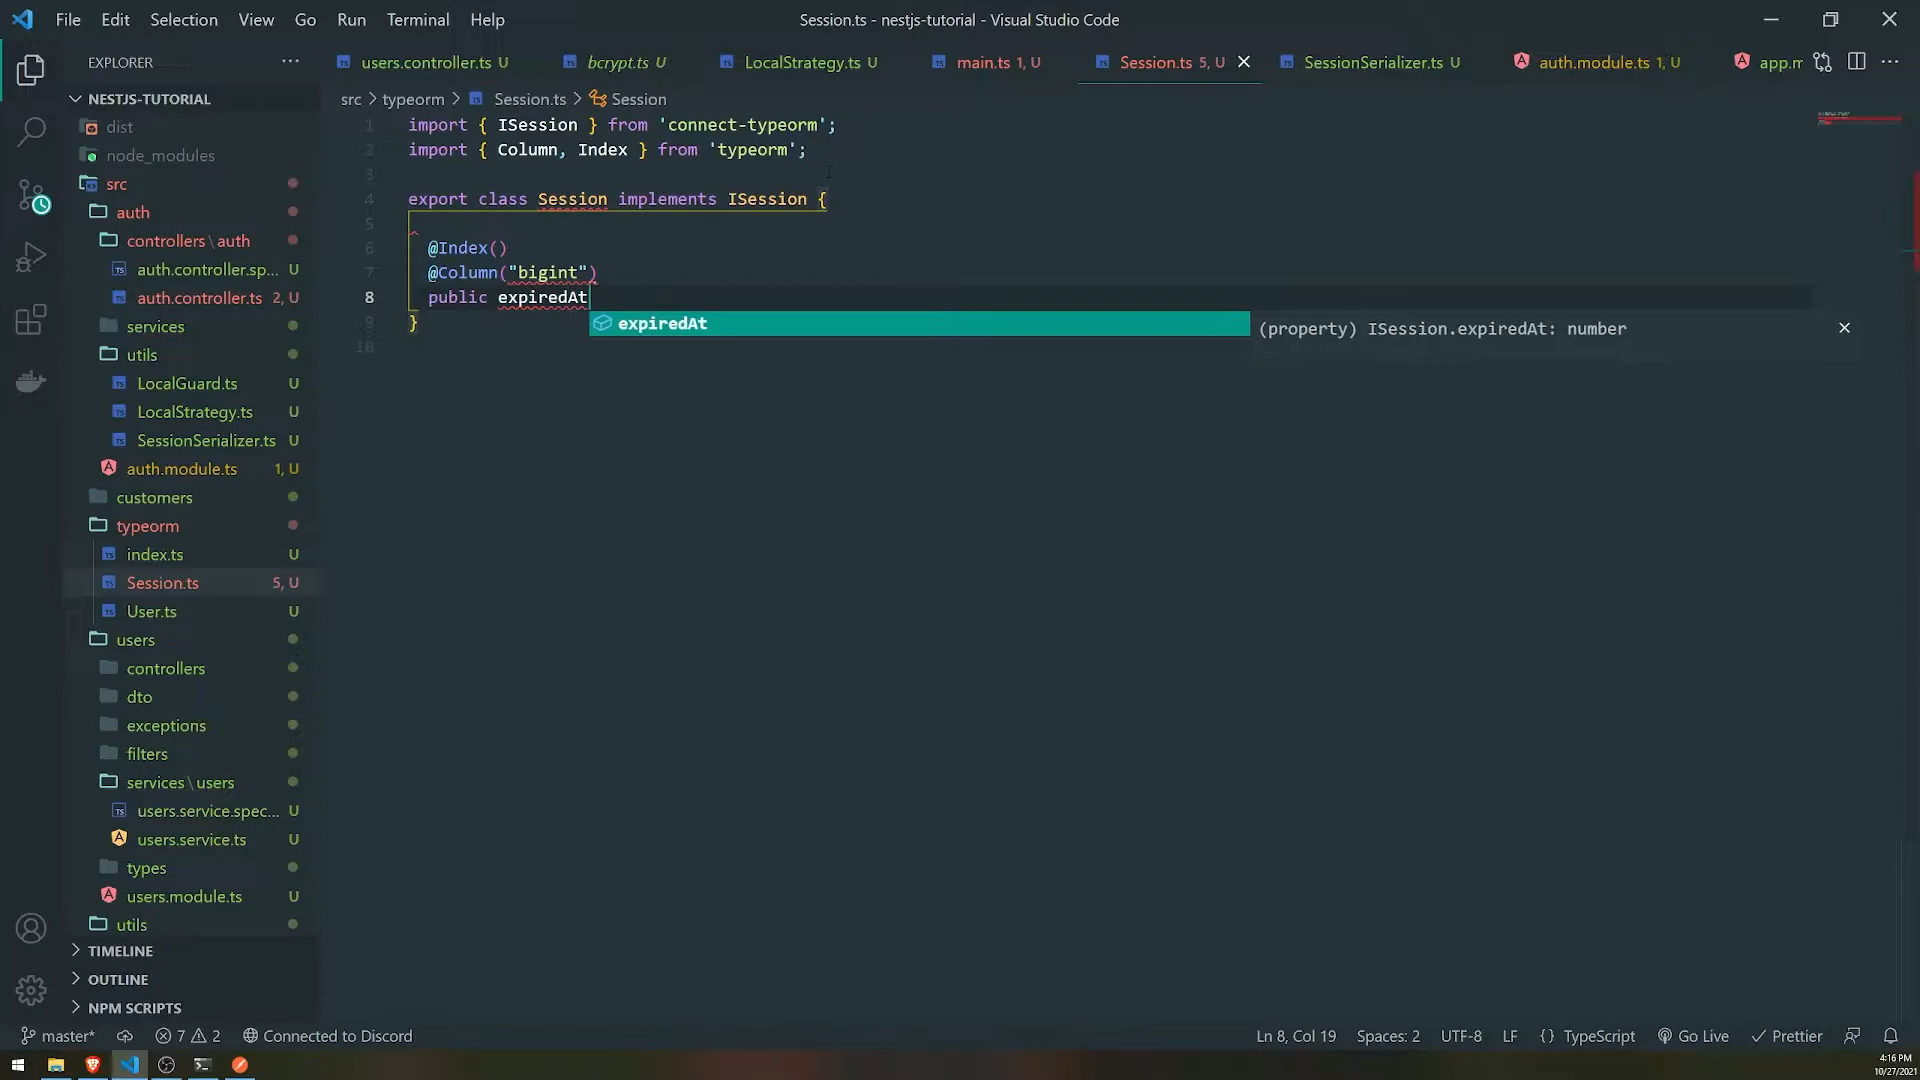 File Edit Selection View Go Run Terminal Help
Session.ts - nestjs-tutorial - Visual Studio Code
EXPLORER
users.controller.ts U
bcrypt.ts U
LocalStrategy.ts U
main.ts 1, U
Session.ts 5, U
SessionSerializer.ts U
auth.module.ts 1, U
app.m
NESTJS-TUTORIAL
dist
node_modules
src
auth
controllers \ auth
auth.controller.sp... U
auth.controller.ts 2, U
services
utils
LocalGuard.ts U
LocalStrategy.ts U
SessionSerializer.ts U
auth.module.ts 1, U
customers
typeorm
index.ts U
Session.ts 5, U
User.ts U
users
controllers
dto
exceptions
filters
services \ users
users.service.spec... U
users.service.ts U
types
users.module.ts U
utils
TIMELINE
OUTLINE
NPM SCRIPTS
src > typeorm > Session.ts > Session
1 import { ISession } from 'connect-typeorm';
2 import { Column, Index } from 'typeorm';
3
4 export class Session implements ISession {
5
6 @Index()
7 @Column("bigint")
8 public expiredAt
9 }
10
expiredAt
(property) ISession.expiredAt: number
master* 7 2 Connected to Discord
Ln 8, Col 19 Spaces: 2 UTF-8 LF {} TypeScript Go Live Prettier
4:16 PM
10/27/2021